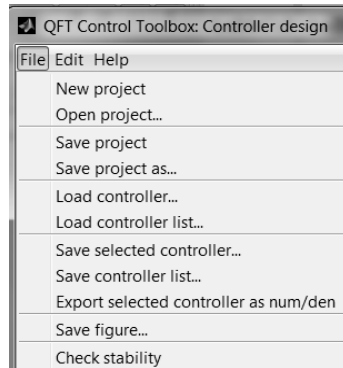 QFT Control Toolbox: Controller design
File Edit Help
New project
Open project...
Save project
Save project as...
Load controller...
Load controller list...
Save selected controller...
Save controller list...
Export selected controller as num/den
Save figure...
Check stability